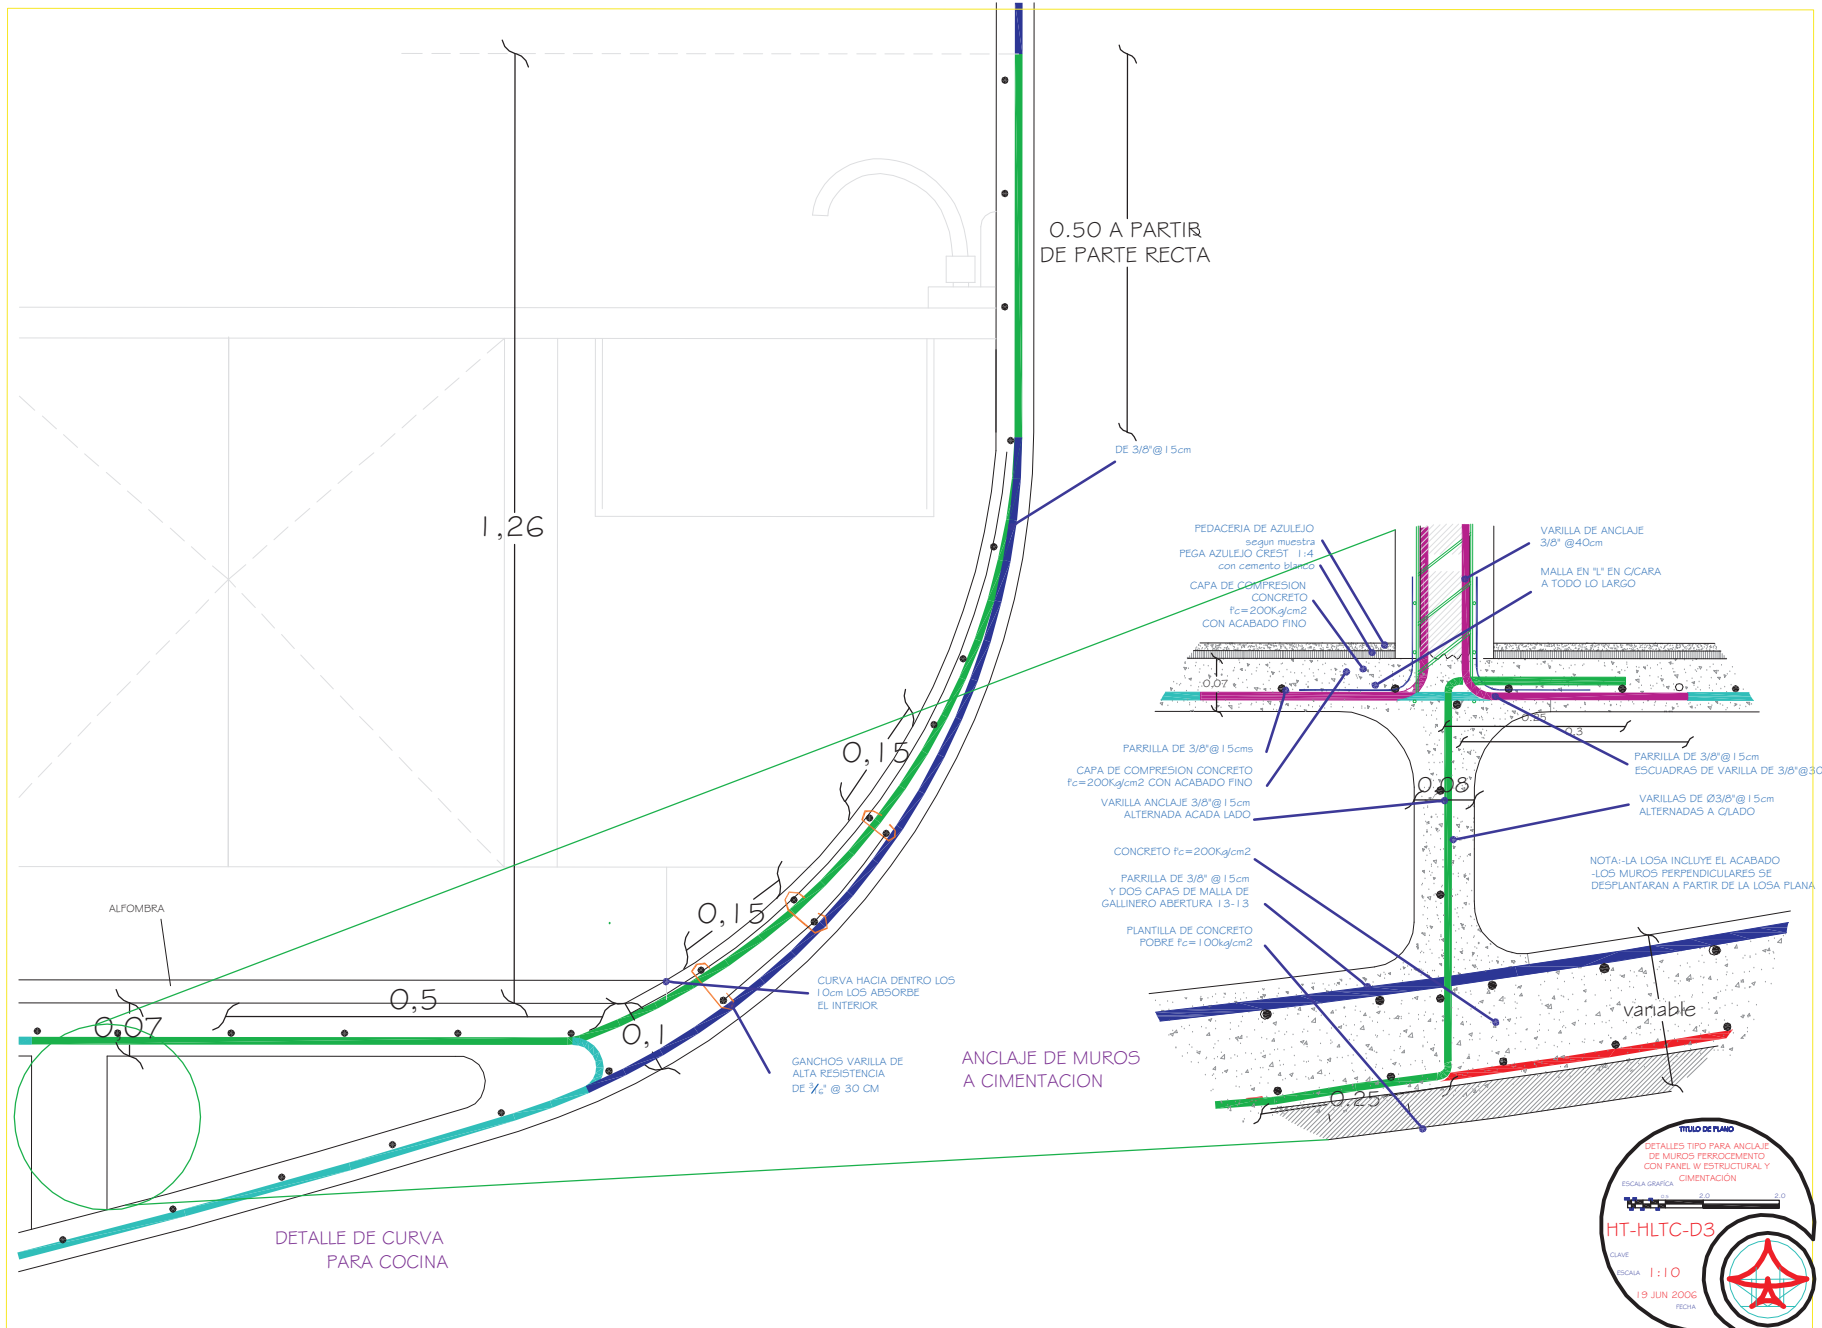 0.50 A PARTIR
DE PARTE RECTA
1,26
DE 3/8"@15cm
0,15
0,15
ALFOMBRA
0,5
0,07
0,1
CURVA HACIA DENTRO LOS
10cm LOS ABSORBE
EL INTERIOR
GANCHOS VARILLA DE
ALTA RESISTENCIA
@ 30 CM
DETALLE DE CURVA
PARA COCINA
ANCLAJE DE MUROS
A CIMENTACION
PEDACERIA DE AZULEJO
segun muestra
PEGA AZULEJO CREST 1:4
con cemento blanco
CAPA DE COMPRESION
CONCRETO
f'c=200Kg/cm2
CON ACABADO FINO
VARILLA DE ANCLAJE
3/8" @40cm
MALLA EN "L" EN C/CARA
A TODO LO LARGO
0.07
0.25
0.3
PARRILLA DE 3/8"@15cms
CAPA DE COMPRESION CONCRETO
f'c=200Kg/cm2 CON ACABADO FINO
VARILLA ANCLAJE 3/8"@15cm
ALTERNADA ACADA LADO
0.08
PARRILLA DE 3/8"@15cm
ESCUADRAS DE VARILLA DE 3/8"@30
VARILLAS DE Ø3/8"@15cm
ALTERNADAS A C/LADO
CONCRETO f'c=200Kg/cm2
PARRILLA DE 3/8" @15cm
Y DOS CAPAS DE MALLA DE
GALLINERO ABERTURA 13-13
PLANTILLA DE CONCRETO
POBRE f'c=100kg/cm2
NOTA:-LA LOSA INCLUYE EL ACABADO
-LOS MUROS PERPENDICULARES SE
DESPLANTARAN A PARTIR DE LA LOSA PLANA
variable
0.25
TITULO DE PLANO
DETALLES TIPO PARA ANCLAJE
DE MUROS FERROCEMENTO
CON PANEL W ESTRUCTURAL Y
CIMENTACIÓN
ESCALA GRAFICA
2.0
2.0
HT-HLTC-D3
CLAVE
ESCALA 1:10
19 JUN 2006
FECHA